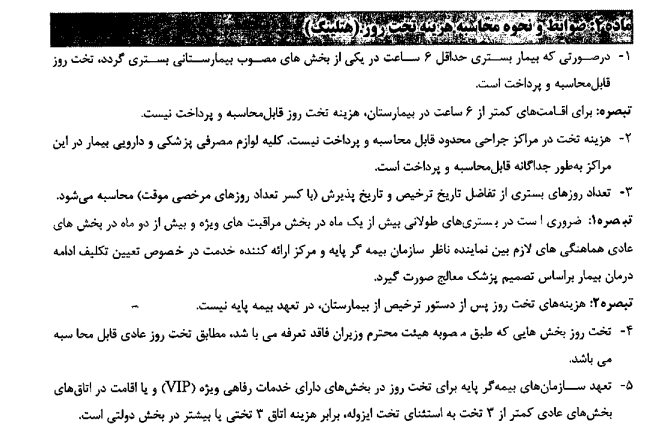 ماده ۴: ضوابط و نحوه محاسبه هزینه تخت روز (هتلینگ)
۱- درصورتی که بیمار بستری حداقل ۶ ساعت در یکی از بخش های مصوب بیمارستانی بستری گردد، تخت روز
قابل‌محاسبه و پرداخت است.
تبصره: برای اقامت‌های کمتر از ۶ ساعت در بیمارستان، هزینه تخت روز قابل‌محاسبه و پرداخت نیست.
۲- هزینه تخت در مراکز جراحی محدود قابل محاسبه و پرداخت نیست. کلیه لوازم مصرفی پزشکی و دارویی بیمار در این
مراکز به‌طور جداگانه قابل‌محاسبه و پرداخت است.
۳- تعداد روزهای بستری از تفاضل تاریخ ترخیص و تاریخ پذیرش (با کسر تعداد روزهای مرخصی موقت) محاسبه می‌شود.
تبصره۱: ضروری است در بستری‌های طولانی بیش از یک ماه در بخش مراقبت های ویژه و بیش از دو ماه در بخش های
عادی هماهنگی های لازم بین نماینده ناظر سازمان بیمه گر پایه و مرکز ارائه کننده خدمت در خصوص تعیین تکلیف ادامه
درمان بیمار براساس تصمیم پزشک معالج صورت گیرد.
تبصره۲: هزینه‌های تخت روز پس از دستور ترخیص از بیمارستان، در تعهد بیمه پایه نیست.
۴- تخت روز بخش هایی که طبق مصوبه هیئت محترم وزیران فاقد تعرفه می با شد، مطابق تخت روز عادی قابل محا سبه
می باشد.
۵- تعهد ســازمان‌های بیمه‌گر پایه برای تخت روز در بخش‌های دارای خدمات رفاهی ویژه (VIP) و یا اقامت در اتاق‌های
بخش‌های عادی کمتر از ۳ تخت به استثنای تخت ایزوله، برابر هزینه اتاق ۳ تختی یا بیشتر در بخش دولتی است.